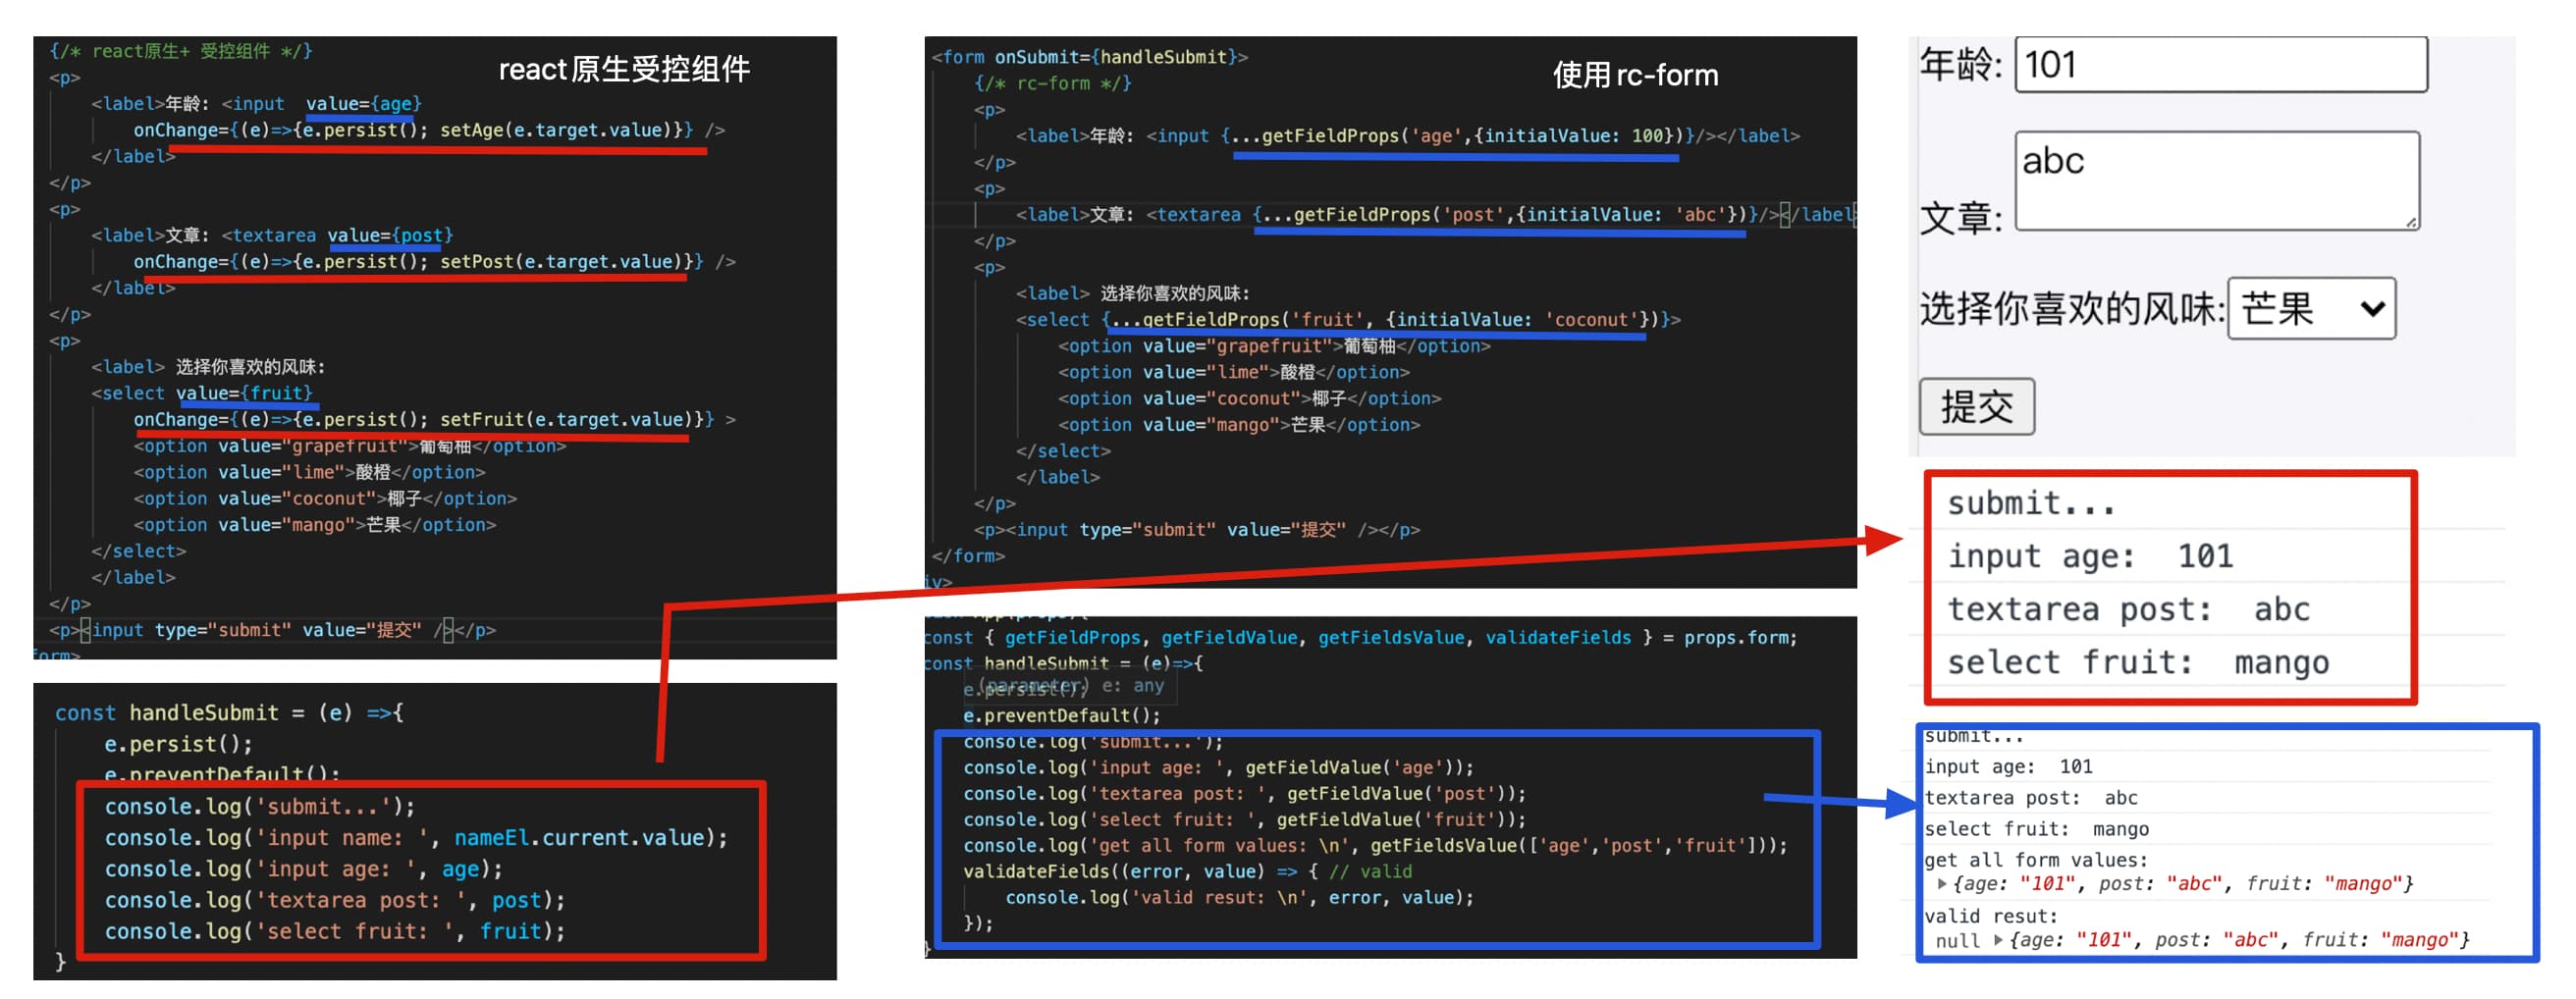 {/* react原生+ 受控组件 */}
react原生受控组件
<p>
<label>年龄: <input value={age}
onChange={(e)=>{e.persist(); setAge(e.target.value)}} />
</label>
</p>
<p>
<label>文章: <textarea value={post}
onChange={(e)=>{e.persist(); setPost(e.target.value)}} />
</label>
</p>
<p>
<label> 选择你喜欢的风味:
<select value={fruit}
onChange={(e)=>{e.persist(); setFruit(e.target.value)}} >
<option value="grapefruit">葡萄柚</option>
<option value="lime">酸橙</option>
<option value="coconut">椰子</option>
<option value="mango">芒果</option>
</select>
</label>
</p>
<p><input type="submit" value="提交" /></p>
form>
const handleSubmit = (e) =>{
e.persist();
e.preventDefault();
console.log('submit...');
console.log('input name: ', nameEl.current.value);
console.log('input age: ', age);
console.log('textarea post: ', post);
console.log('select fruit: ', fruit);
}
<form onSubmit={handleSubmit}>
使用rc-form
{/* rc-form */}
<p>
<label>年龄: <input {...getFieldProps('age',{initialValue: 100})}/></label>
</p>
<p>
<label>文章: <textarea {...getFieldProps('post',{initialValue: 'abc'})}/></label
</p>
<p>
<label> 选择你喜欢的风味:
<select {...getFieldProps('fruit', {initialValue: 'coconut'})}>
<option value="grapefruit">葡萄柚</option>
<option value="lime">酸橙</option>
<option value="coconut">椰子</option>
<option value="mango">芒果</option>
</select>
</label>
</p>
<p><input type="submit" value="提交" /></p>
</form>
iv>
App(props){
const { getFieldProps, getFieldValue, getFieldsValue, validateFields } = props.form;
const handleSubmit = (e)=>{
(parameter) e: any
e.persist();
e.preventDefault();
console.log('submit...');
console.log('input age: ', getFieldValue('age'));
console.log('textarea post: ', getFieldValue('post'));
console.log('select fruit: ', getFieldValue('fruit'));
console.log('get all form values: \n', getFieldsValue(['age','post','fruit']));
validateFields((error, value) => { // valid
console.log('valid resut: \n', error, value);
});
}
年龄: 101
文章: abc
选择你喜欢的风味: 芒果
提交
submit...
input age: 101
textarea post: abc
select fruit: mango
submit...
input age: 101
textarea post: abc
select fruit: mango
get all form values:
{age: "101", post: "abc", fruit: "mango"}
valid resut:
null {age: "101", post: "abc", fruit: "mango"}